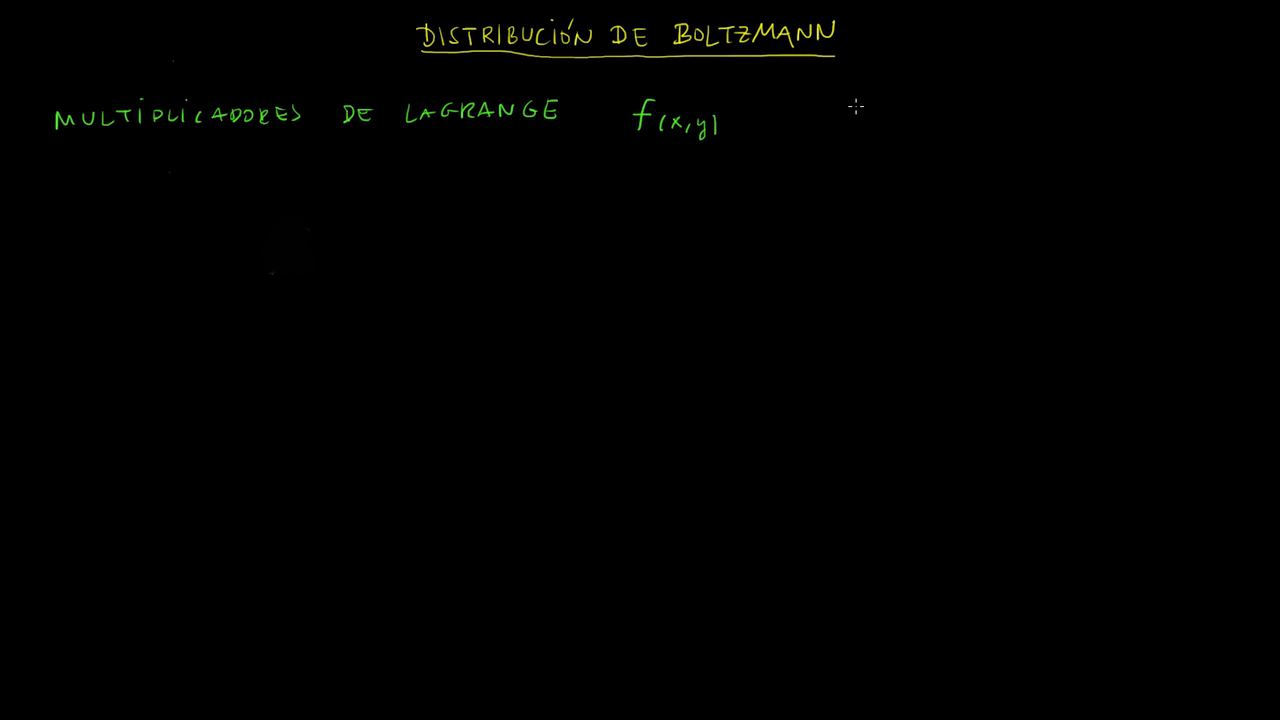 DISTRIBUCIÓN DE BOLTZMANN
MULTIPLICADORES DE LAGRANGE f(x,y)